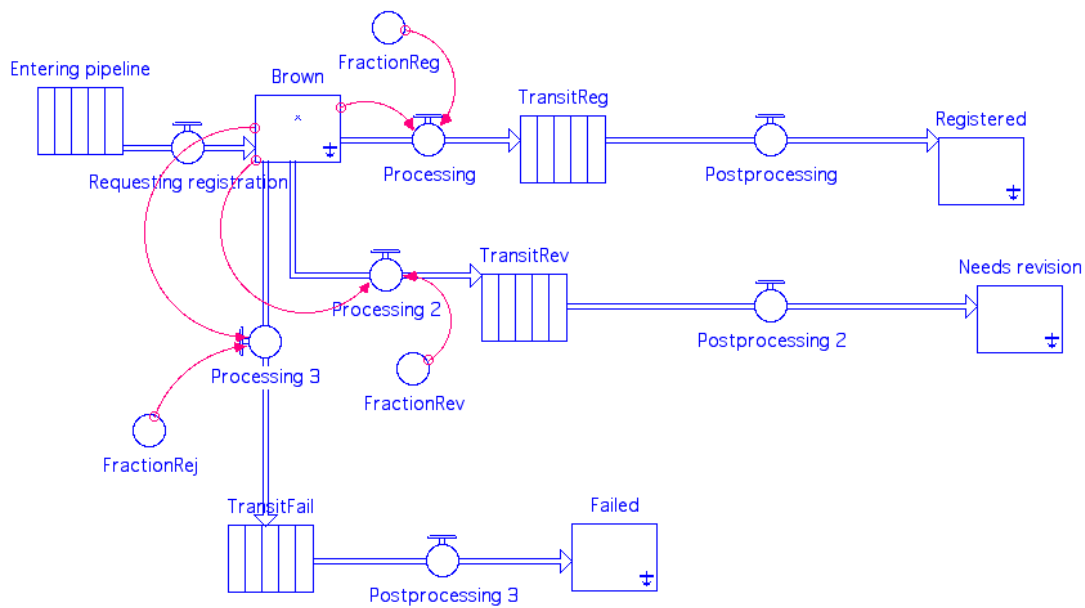 FractionReg
Entering pipeline
Brown
TransitReg
Registered
Requesting registration
Processing
Postprocessing
TransitRev
Needs revision
Processing 2
Postprocessing 2
Processing 3
FractionRev
FractionRej
TransitFail
Failed
Postprocessing 3